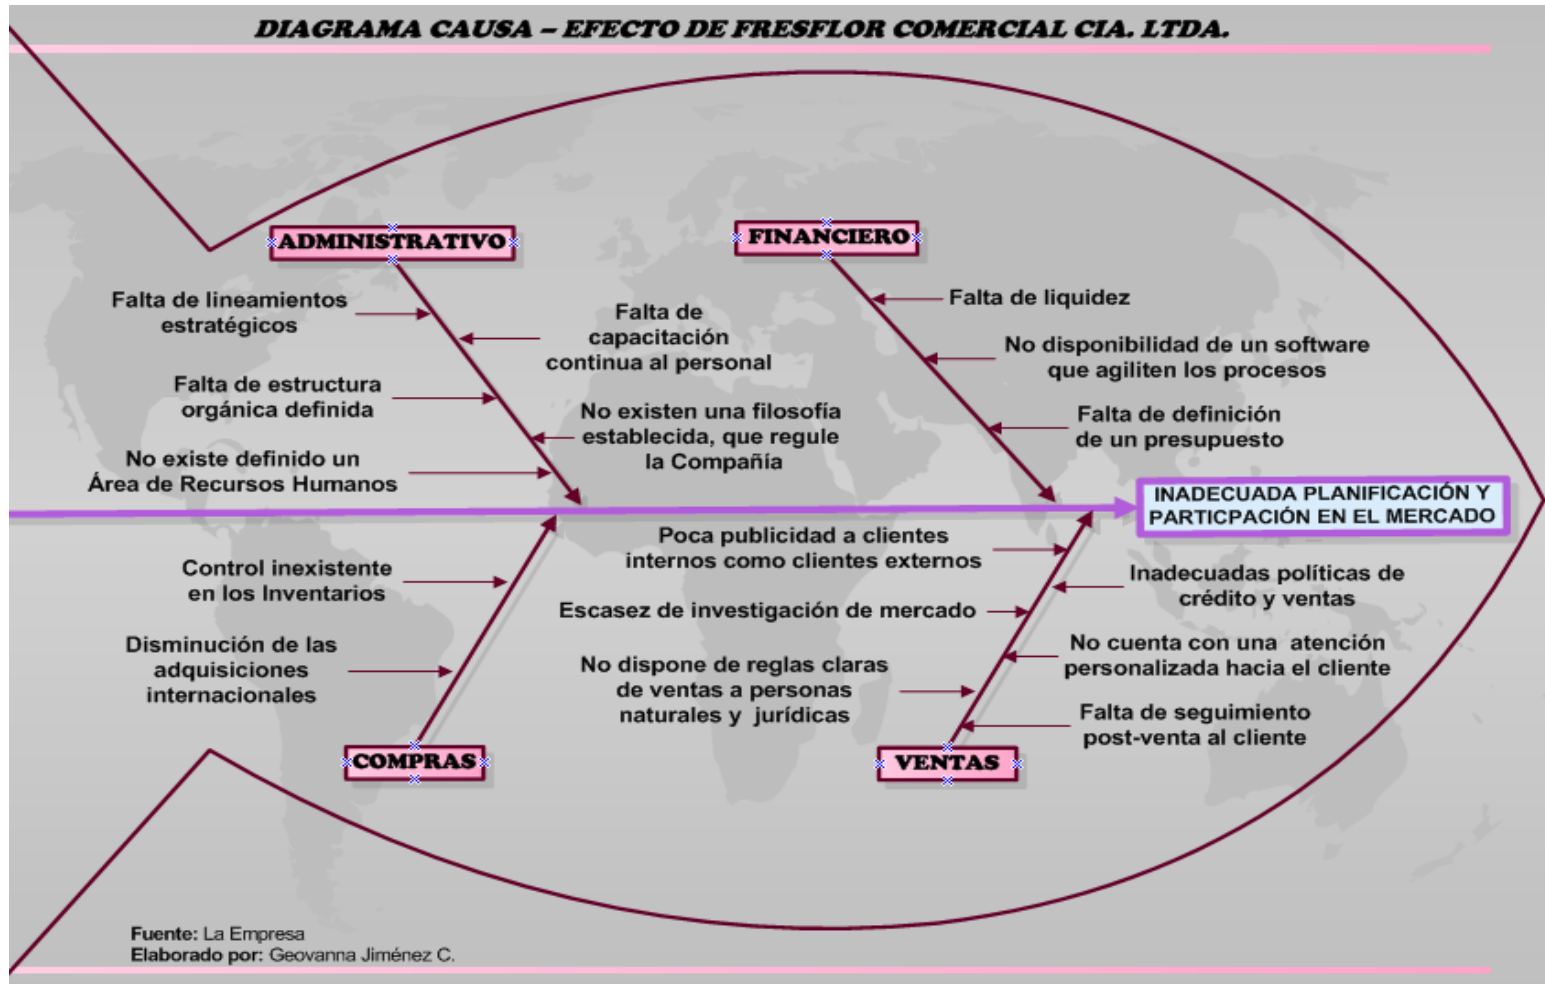 DIAGRAMA CAUSA – EFECTO DE FRESFLOR COMERCIAL CIA. LTDA.
ADMINISTRATIVO
Falta de lineamientos
estratégicos
Falta de estructura
orgánica definida
No existe definido un
Área de Recursos Humanos
Falta de
capacitación
continua al personal
No existen una filosofía
establecida, que regule
la Compañía
FINANCIERO
Falta de liquidez
No disponibilidad de un software
que agiliten los procesos
Falta de definición
de un presupuesto
INADECUADA PLANIFICACIÓN Y
PARTICPACIÓN EN EL MERCADO
Control inexistente
en los Inventarios
Disminución de las
adquisiciones
internacionales
COMPRAS
Poca publicidad a clientes
internos como clientes externos
Escasez de investigación de mercado
No dispone de reglas claras
de ventas a personas
naturales y jurídicas
Inadecuadas políticas de
crédito y ventas
No cuenta con una atención
personalizada hacia el cliente
Falta de seguimiento
post-venta al cliente
VENTAS
Fuente: La Empresa
Elaborado por: Geovanna Jiménez C.